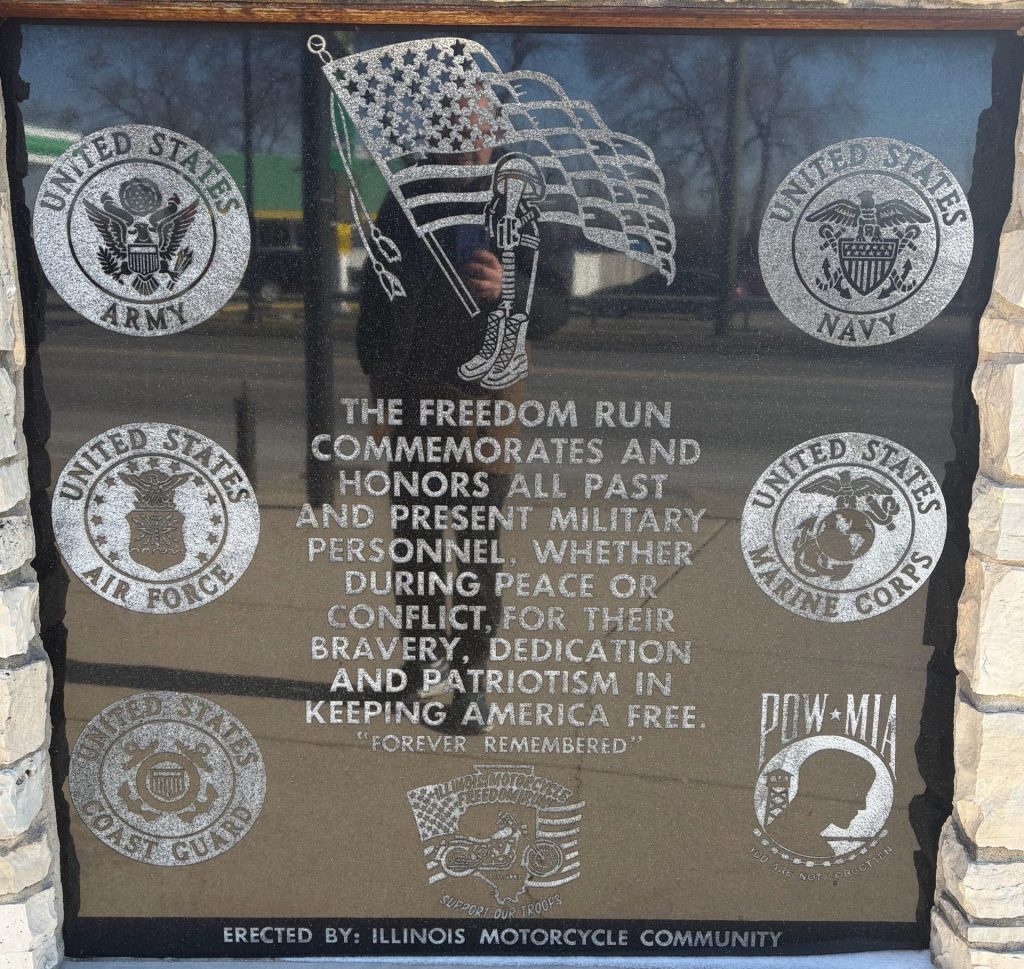 UNITED STATES
ARMY
UNITED STATES
NAVY
THE FREEDOM RUN
COMMEMORATES AND
HONORS ALL PAST
AND PRESENT MILITARY
PERSONNEL, WHETHER
DURING PEACE OR
CONFLICT, FOR THEIR
BRAVERY, DEDICATION
AND PATRIOTISM IN
KEEPING AMERICA FREE.
"FOREVER REMEMBERED"
UNITED STATES
AIR FORCE
UNITED STATES
MARINE CORPS
UNITED STATES
COAST GUARD
ILLINOIS MOTORCYCLE
FREEDOM RUN
SUPPORT OUR TROOPS
POW★MIA
YOU ARE NOT FORGOTTEN
ERECTED BY: ILLINOIS MOTORCYCLE COMMUNITY